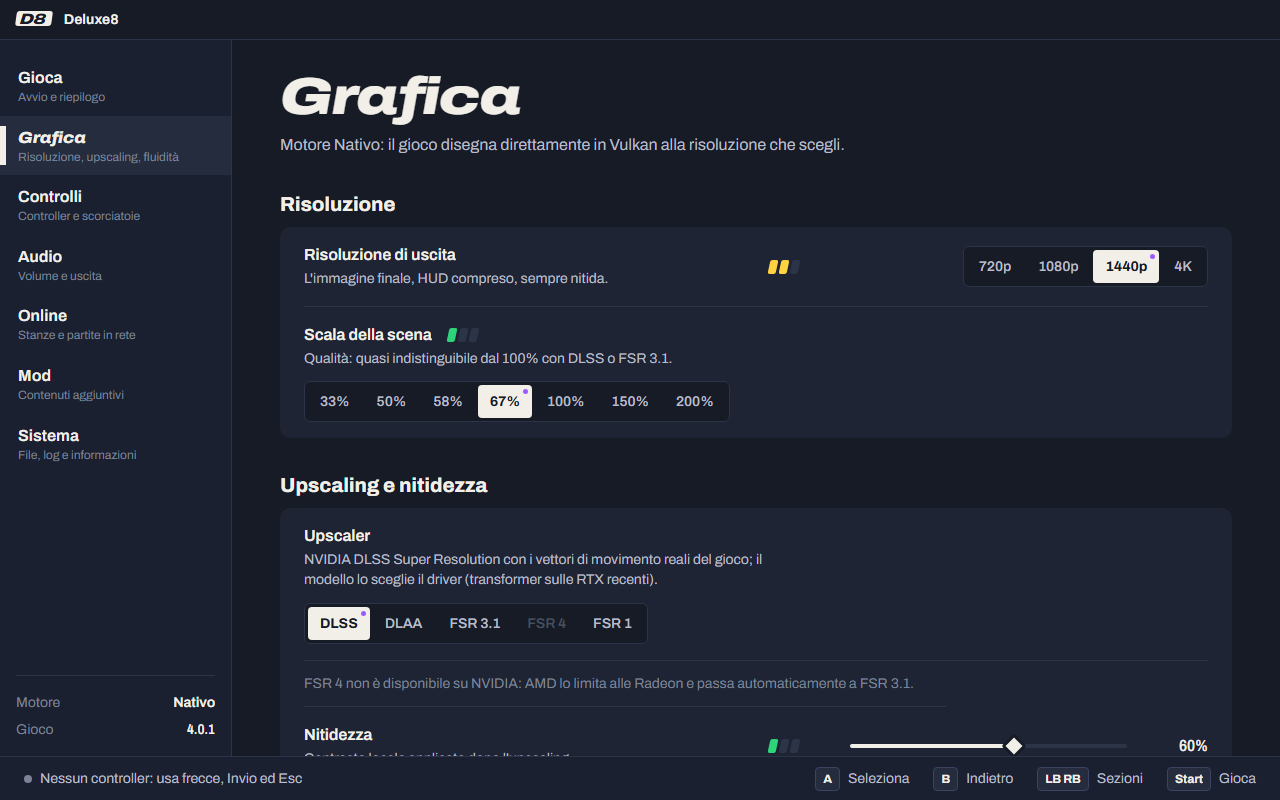 D8 Deluxe8
Gioca
Avvio e riepilogo
Grafica
Risoluzione, upscaling, fluidità
Controlli
Controller e scorciatoie
Audio
Volume e uscita
Online
Stanze e partite in rete
Mod
Contenuti aggiuntivi
Sistema
File, log e informazioni
Motore Nativo
Gioco 4.0.1
Grafica
Motore Nativo: il gioco disegna direttamente in Vulkan alla risoluzione che scegli.
Risoluzione
Risoluzione di uscita
L'immagine finale, HUD compreso, sempre nitida.
720p 1080p 1440p 4K
Scala della scena
Qualità: quasi indistinguibile dal 100% con DLSS o FSR 3.1.
33% 50% 58% 67% 100% 150% 200%
Upscaling e nitidezza
Upscaler
NVIDIA DLSS Super Resolution con i vettori di movimento reali del gioco; il
modello lo sceglie il driver (transformer sulle RTX recenti).
DLSS DLAA FSR 3.1 FSR 4 FSR 1
FSR 4 non è disponibile su NVIDIA: AMD lo limita alle Radeon e passa automaticamente a FSR 3.1.
Nitidezza
60%
Nessun controller: usa frecce, Invio ed Esc
A Seleziona B Indietro LB RB Sezioni Start Gioca